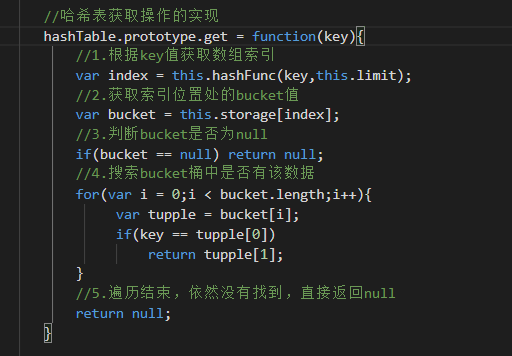 //哈希表获取操作的实现
hashTable.prototype.get = function(key){
//1.根据key值获取数组索引
var index = this.hashFunc(key,this.limit);
//2.获取索引位置处的bucket值
var bucket = this.storage[index];
//3.判断bucket是否为null
if(bucket == null) return null;
//4.搜索bucket桶中是否有该数据
for(var i = 0;i < bucket.length;i++){
var tupple = bucket[i];
if(key == tupple[0])
return tupple[1];
}
//5.遍历结束，依然没有找到，直接返回null
return null;
}